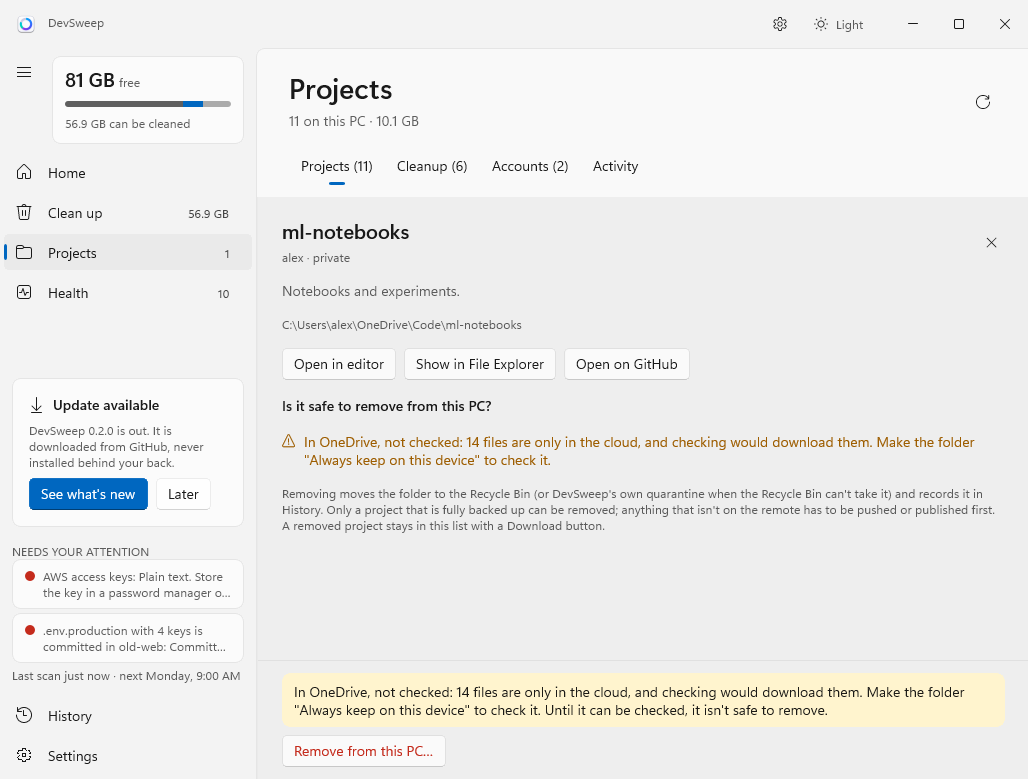 DevSweep
Light
81 GB free
56.9 GB can be cleaned
Home
Clean up 56.9 GB
Projects 1
Health 10
Update available
DevSweep 0.2.0 is out. It is
downloaded from GitHub, never
installed behind your back.
See what's new Later
NEEDS YOUR ATTENTION
AWS access keys: Plain text. Store
the key in a password manager o...
.env.production with 4 keys is
committed in old-web: Committ...
Last scan just now · next Monday, 9:00 AM
History
Settings
Projects
11 on this PC · 10.1 GB
Projects (11) Cleanup (6) Accounts (2) Activity
ml-notebooks
alex · private
Notebooks and experiments.
C:\Users\alex\OneDrive\Code\ml-notebooks
Open in editor Show in File Explorer Open on GitHub
Is it safe to remove from this PC?
In OneDrive, not checked: 14 files are only in the cloud, and checking would download them. Make the folder
"Always keep on this device" to check it.
Removing moves the folder to the Recycle Bin (or DevSweep's own quarantine when the Recycle Bin can't take it) and records it in
History. Only a project that is fully backed up can be removed; anything that isn't on the remote has to be pushed or published first.
A removed project stays in this list with a Download button.
In OneDrive, not checked: 14 files are only in the cloud, and checking would download them. Make the folder
"Always keep on this device" to check it. Until it can be checked, it isn't safe to remove.
Remove from this PC...